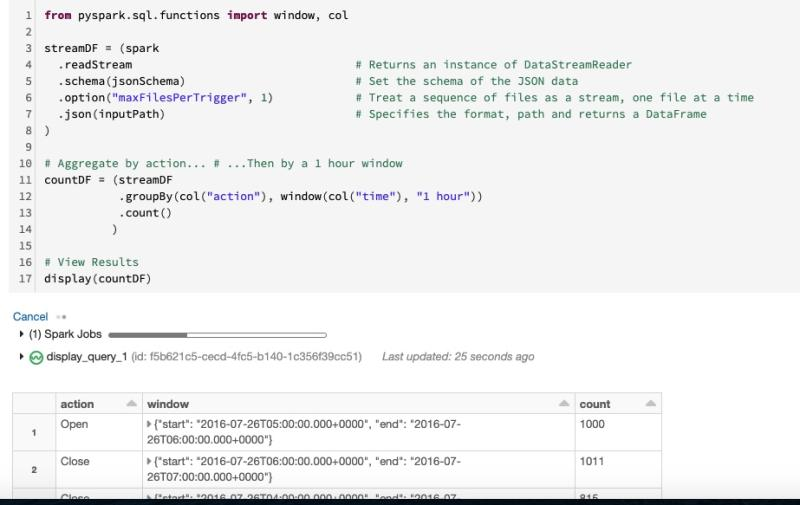 1 from pyspark.sql.functions import window, col
2
3 streamDF = (spark
4 .readStream # Returns an instance of DataStreamReader
5 .schema(jsonSchema) # Set the schema of the JSON data
6 .option("maxFilesPerTrigger", 1) # Treat a sequence of files as a stream, one file at a time
7 .json(inputPath) # Specifies the format, path and returns a DataFrame
8 )
9
10 # Aggregate by action... # ...Then by a 1 hour window
11 countDF = (streamDF
12 .groupBy(col("action"), window(col("time"), "1 hour"))
13 .count()
14 )
15
16 # View Results
17 display(countDF)
Cancel
(1) Spark Jobs
display_query_1 (id: f5b621c5-cecd-4fc5-b140-1c356f39cc51) Last updated: 25 seconds ago
action window count
1 Open {"start": "2016-07-26T05:00:00.000+0000", "end": "2016-07- 1000
26T06:00:00.000+0000"}
2 Close {"start": "2016-07-26T06:00:00.000+0000", "end": "2016-07- 1011
26T07:00:00.000+0000"}
Close {"start": "2016-07-26T04:00:00.000+0000", "end": "2016-07- 815